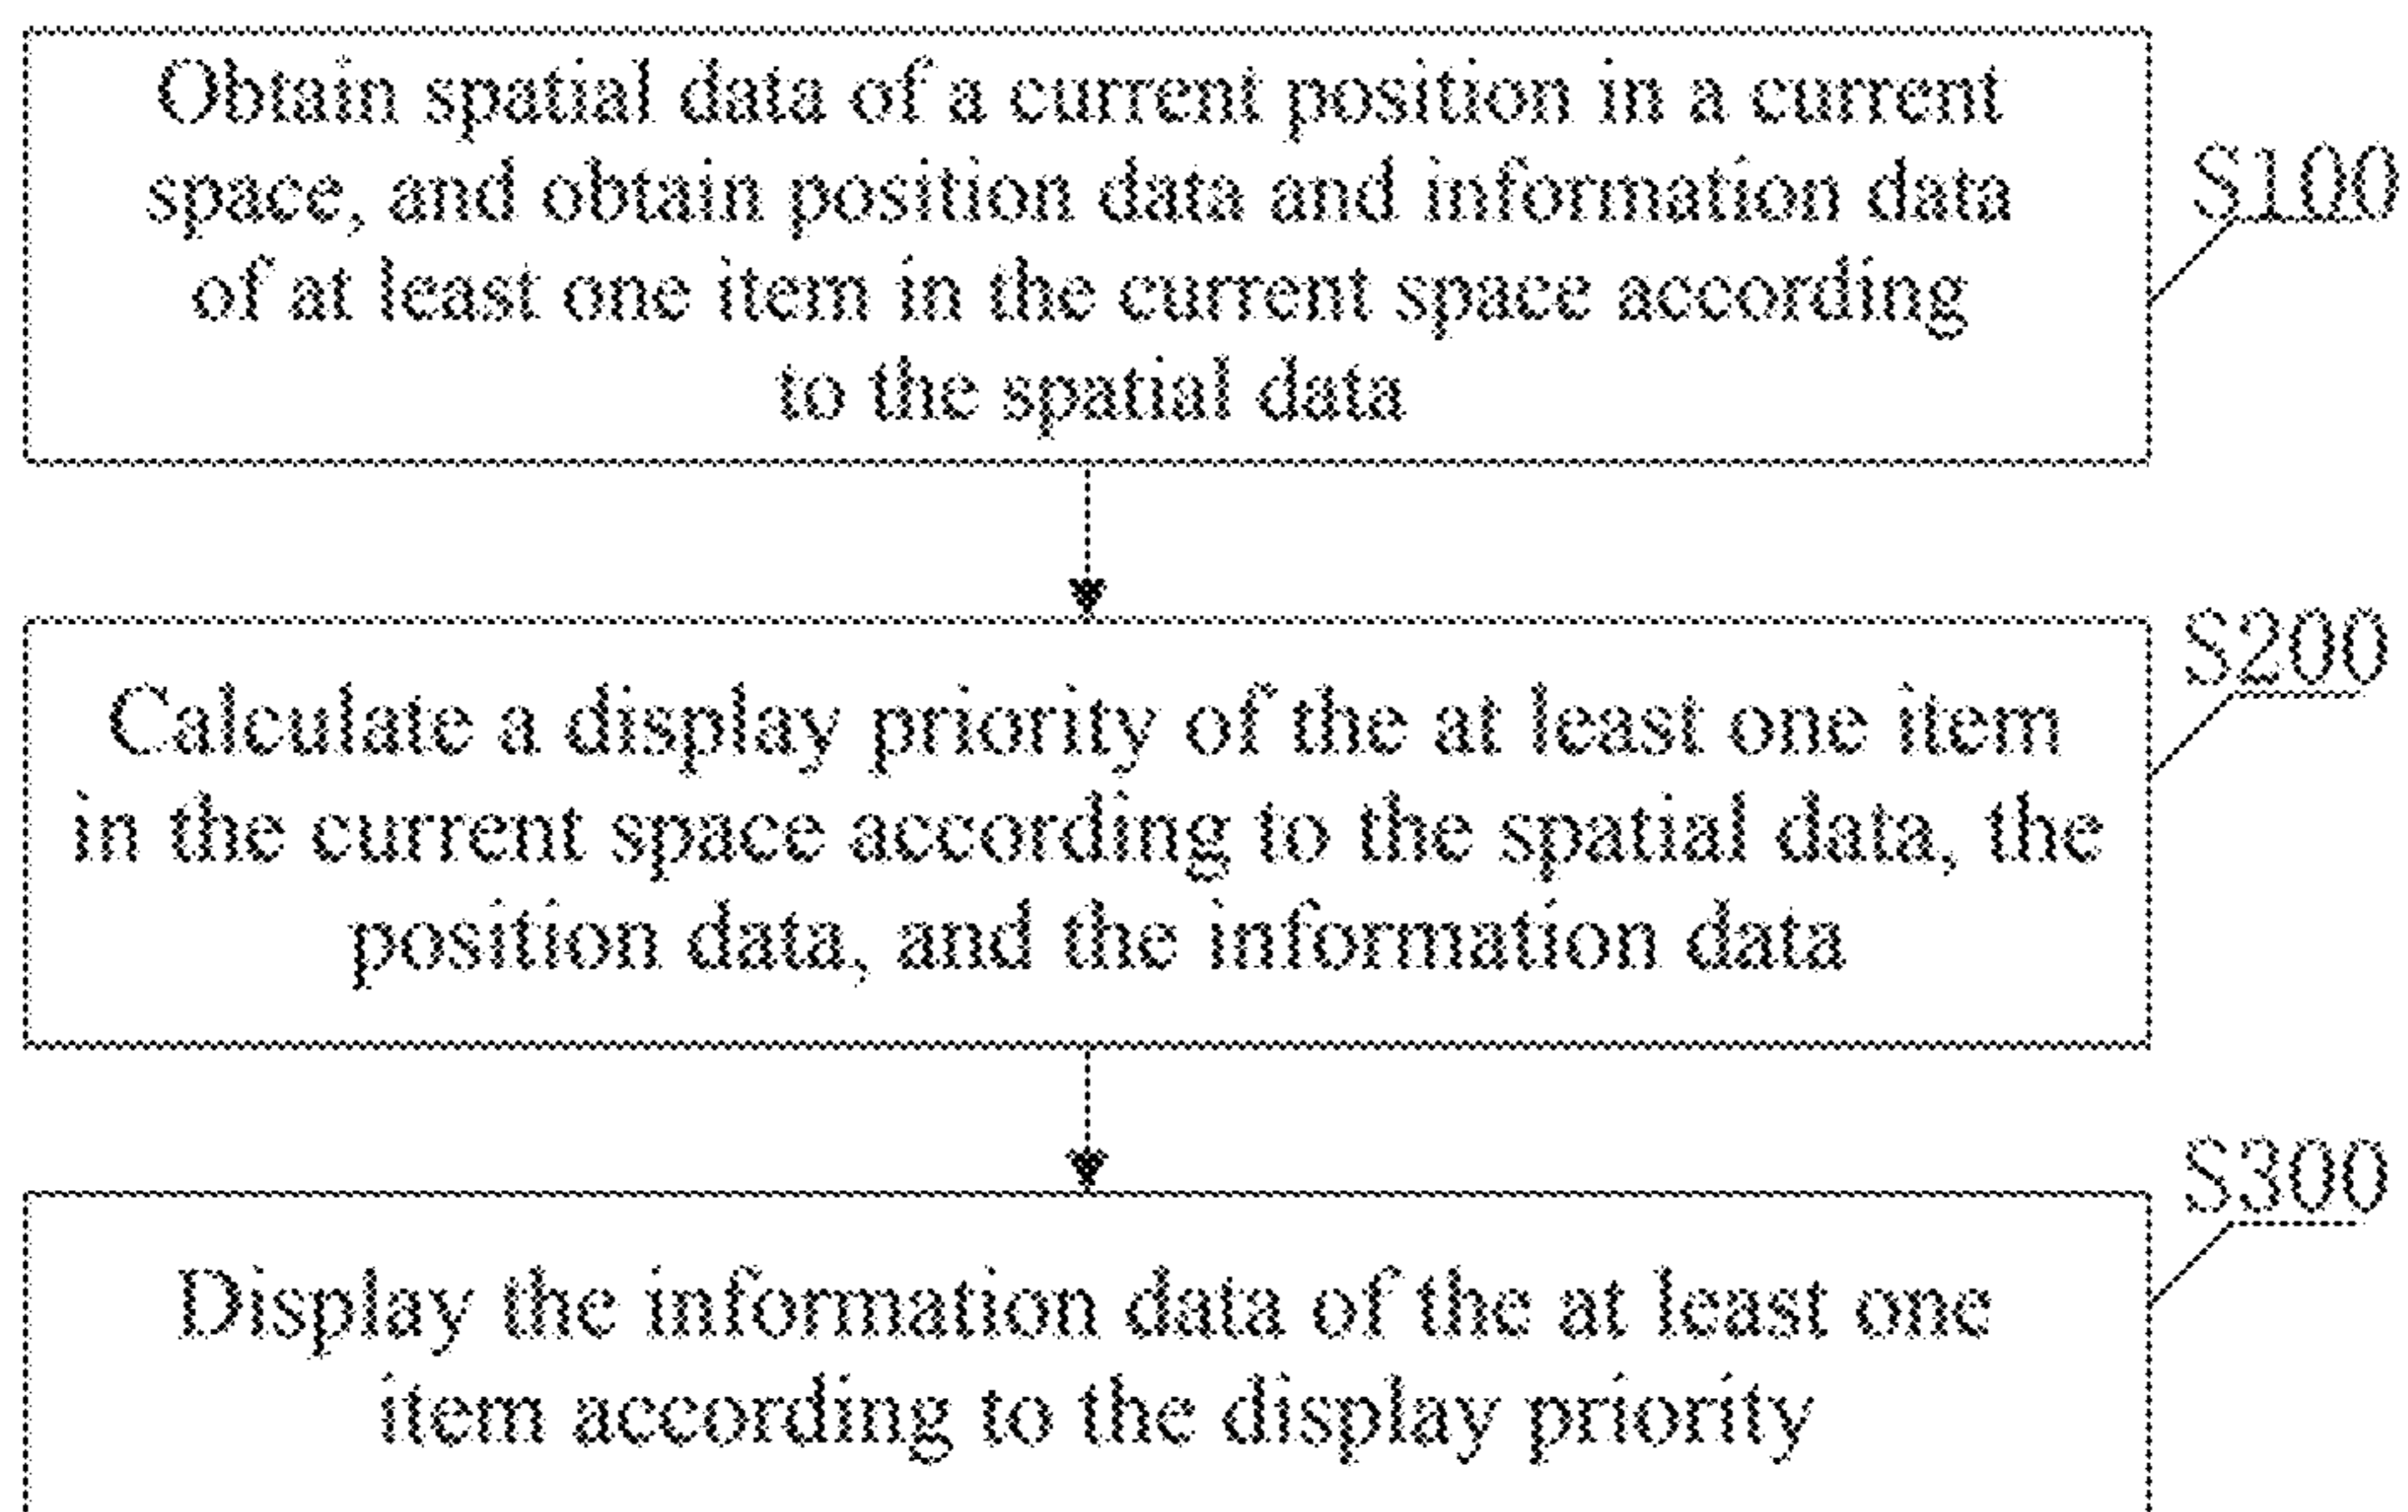 Obtain spatial data of a current position in a current
space, and obtain position data and information data
of at least one item in the current space according
to the spatial data
S100
Calculate a display priority of the at least one item
in the current space according to the spatial data, the
position data, and the information data
S200
Display the information data of the at least one
item according to the display priority
S300